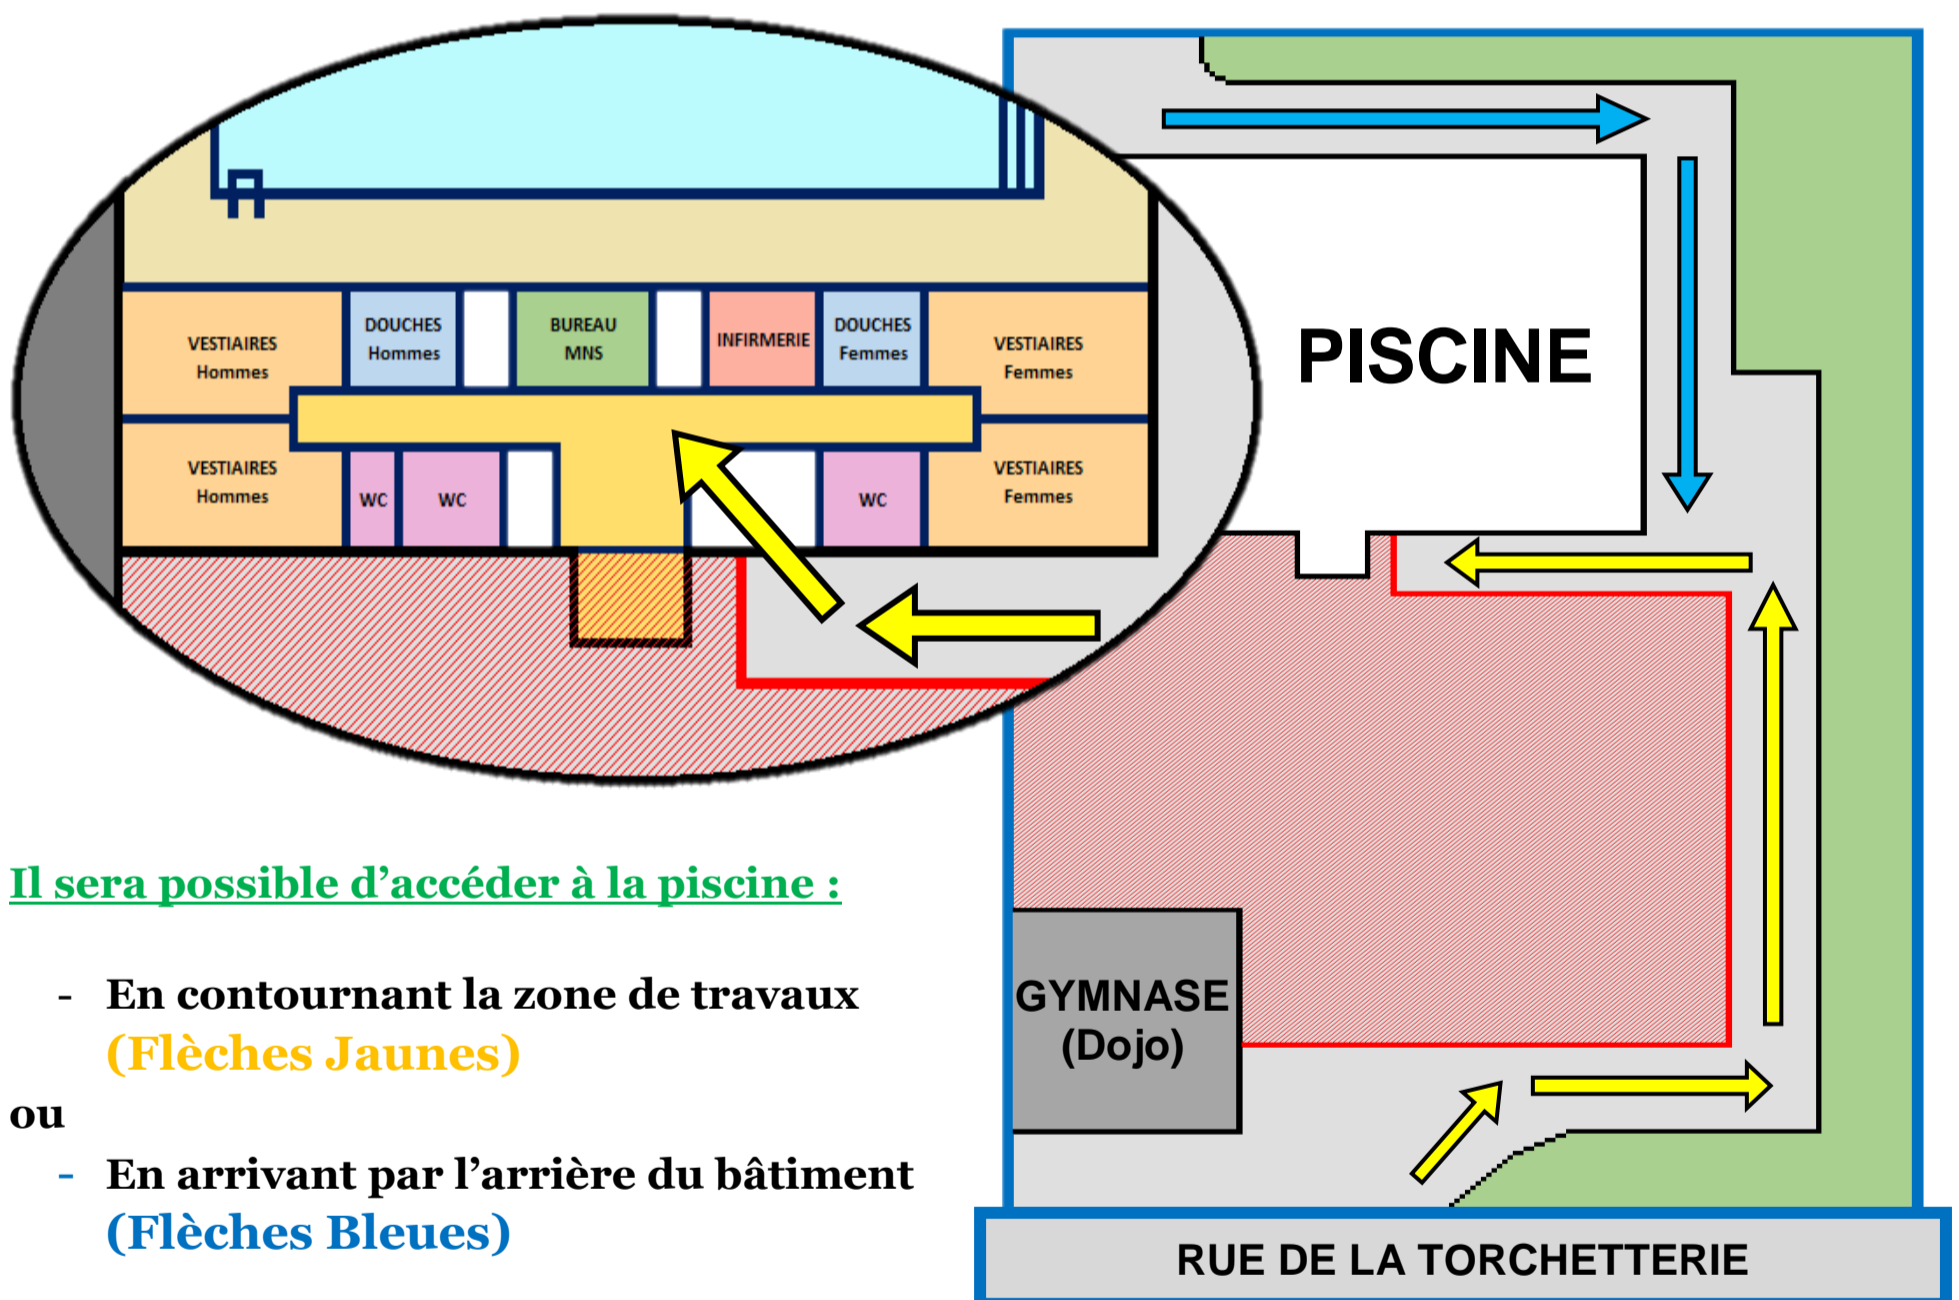 VESTIAIRES
Hommes
DOUCHES
Hommes
BUREAU
MNS
INFIRMERIE
DOUCHES
Femmes
VESTIAIRES
Femmes
VESTIAIRES
Hommes
WC
WC
WC
VESTIAIRES
Femmes
PISCINE
Il sera possible d’accéder à la piscine :
- En contournant la zone de travaux
(Flèches Jaunes)
ou
- En arrivant par l’arrière du bâtiment
(Flèches Bleues)
GYMNASE
(Dojo)
RUE DE LA TORCHETTERIE